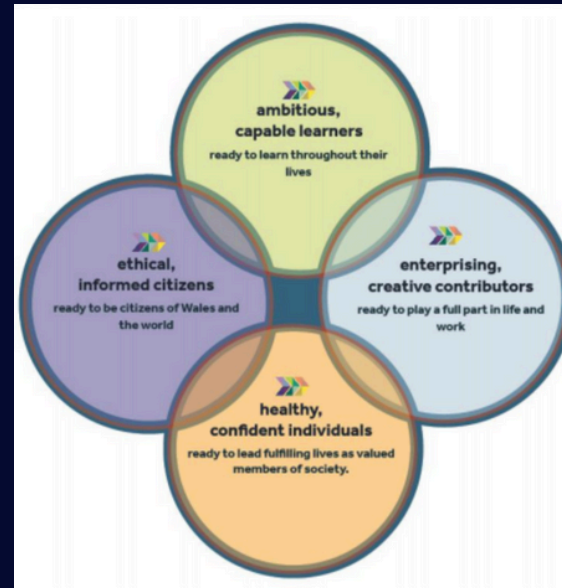 ambitious,
capable learners
ready to learn throughout their
lives
ethical,
informed citizens
ready to be citizens of Wales and
the world
enterprising,
creative contributors
ready to play a full part in life and
work
healthy,
confident individuals
ready to lead fulfilling lives as valued
members of society.